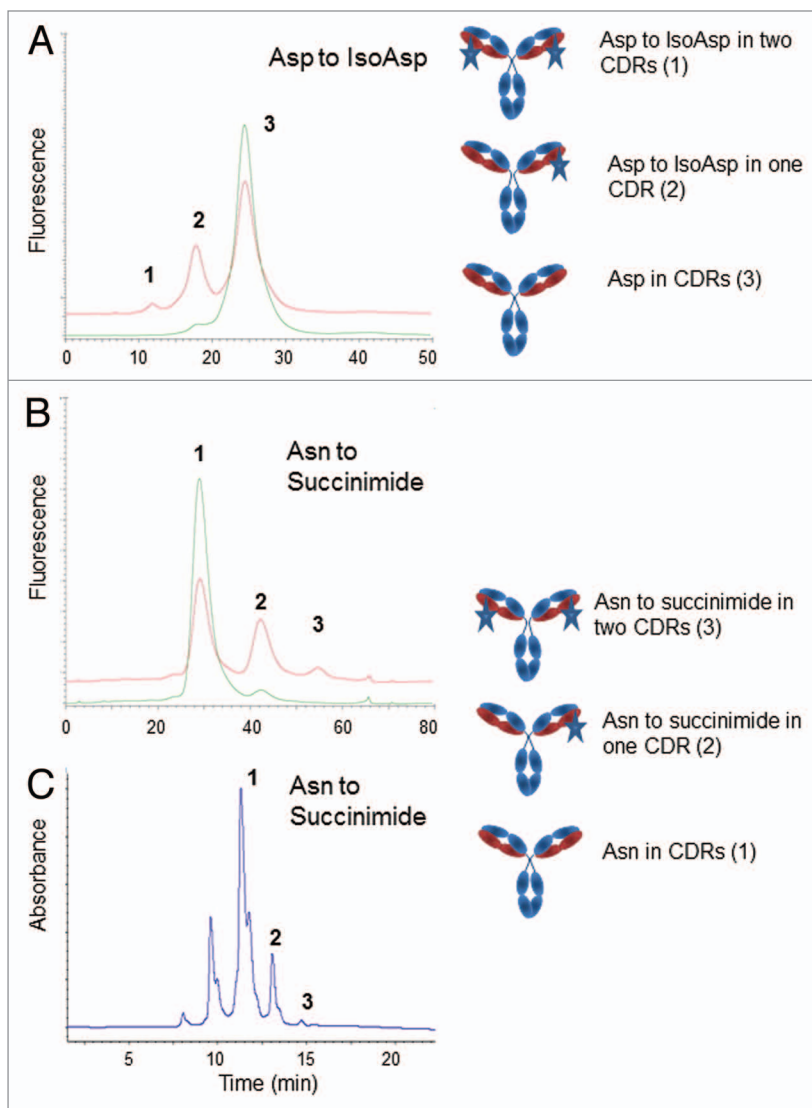 A
Asp to IsoAsp
Fluorescence
1
2
3
0 10 20 30 40 50
Asp to IsoAsp in two
CDRs (1)
Asp to IsoAsp in one
CDR (2)
Asp in CDRs (3)
B
Asn to
Succinimide
Fluorescence
1
2
3
0 20 40 60 80
C
Asn to
Succinimide
Absorbance
1
2
3
5 10 15 20
Time (min)
Asn to succinimide in
two CDRs (3)
Asn to succinimide in
one CDR (2)
Asn in CDRs (1)